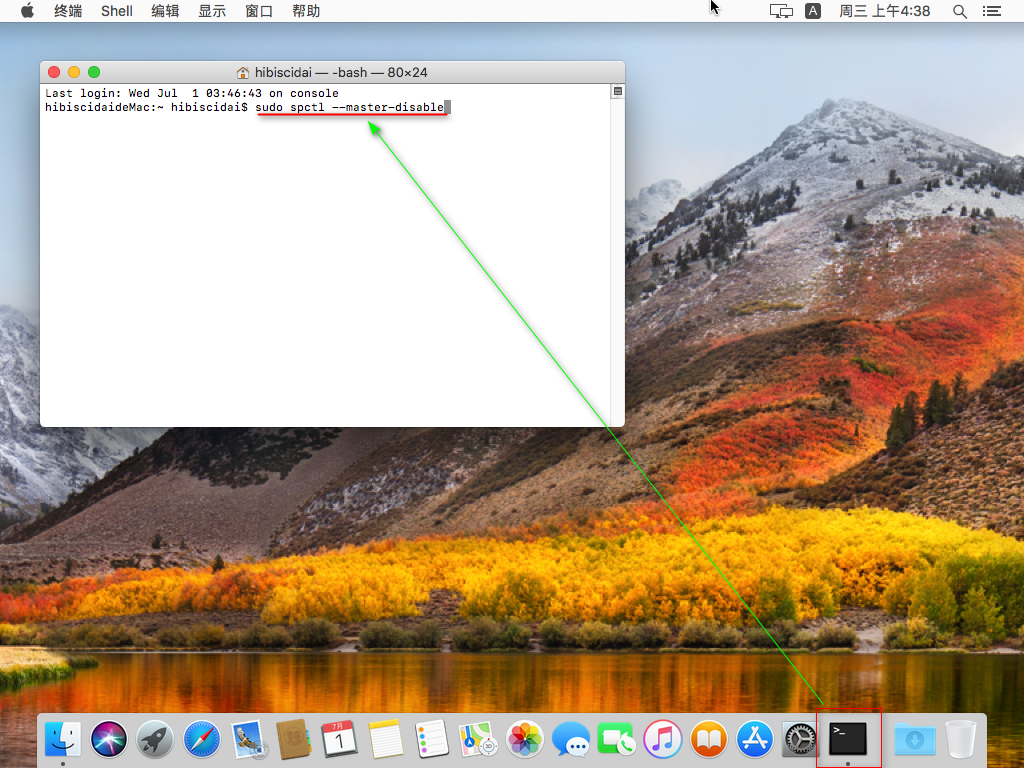 终端 Shell 编辑 显示 窗口 帮助 A 周三 上午4:38
hibiscidai — -bash — 80×24
Last login: Wed Jul  1 03:46:43 on console
hibiscidaideMac:~ hibiscidai$ sudo spctl --master-disable
7月
1
>_